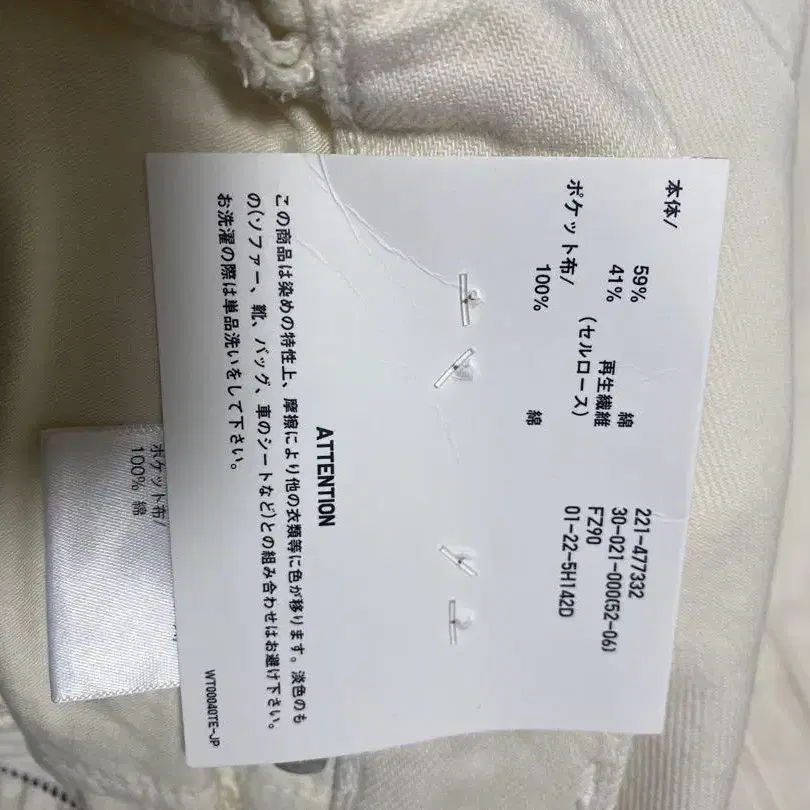 本体/
59% 綿
41% 再生繊維
(セルロース)
ポケット布/
100% 綿
221-477332
30-021-000(52-06)
FZ90
01-22-5H142D
ATTENTION
この商品は染めの特性上、摩擦により他の衣類等に色が移ります。淡色のも
の(ソファー、靴、バッグ、車のシートなど)との組み合わせはお避け下さい。
お洗濯の際は単品洗いをして下さい。
WT00040TE-JP
ポケット布/
100% 綿